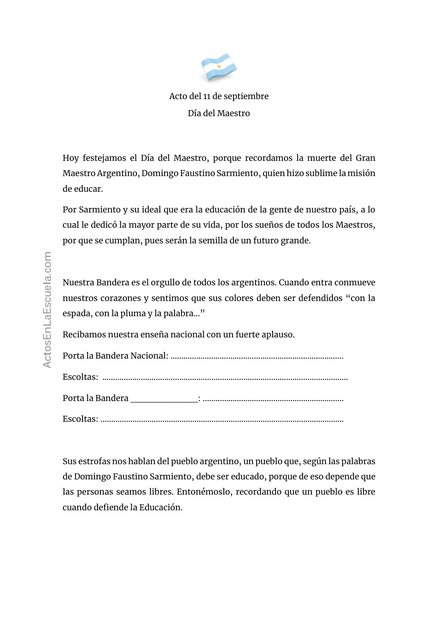 Acto del 11 de septiembre
Día del Maestro
Hoy festejamos el Día del Maestro, porque recordamos la muerte del Gran
Maestro Argentino, Domingo Faustino Sarmiento, quien hizo sublime la misión
de educar.
Por Sarmiento y su ideal que era la educación de la gente de nuestro país, a lo
cual le dedicó la mayor parte de su vida, por los sueños de todos los Maestros,
por que se cumplan, pues serán la semilla de un futuro grande.
Nuestra Bandera es el orgullo de todos los argentinos. Cuando entra conmueve
nuestros corazones y sentimos que sus colores deben ser defendidos “con la
espada, con la pluma y la palabra...”
Recibamos nuestra enseña nacional con un fuerte aplauso.
Porta la Bandera Nacional: ..................................................................................
Escoltas: .....................................................................................................................
Porta la Bandera ______________: ...................................................................
Escoltas: ....................................................................................................................
Sus estrofas nos hablan del pueblo argentino, un pueblo que, según las palabras
de Domingo Faustino Sarmiento, debe ser educado, porque de eso depende que
las personas seamos libres. Entonémoslo, recordando que un pueblo es libre
cuando defiende la Educación.
ActosEnLaEscuela.com